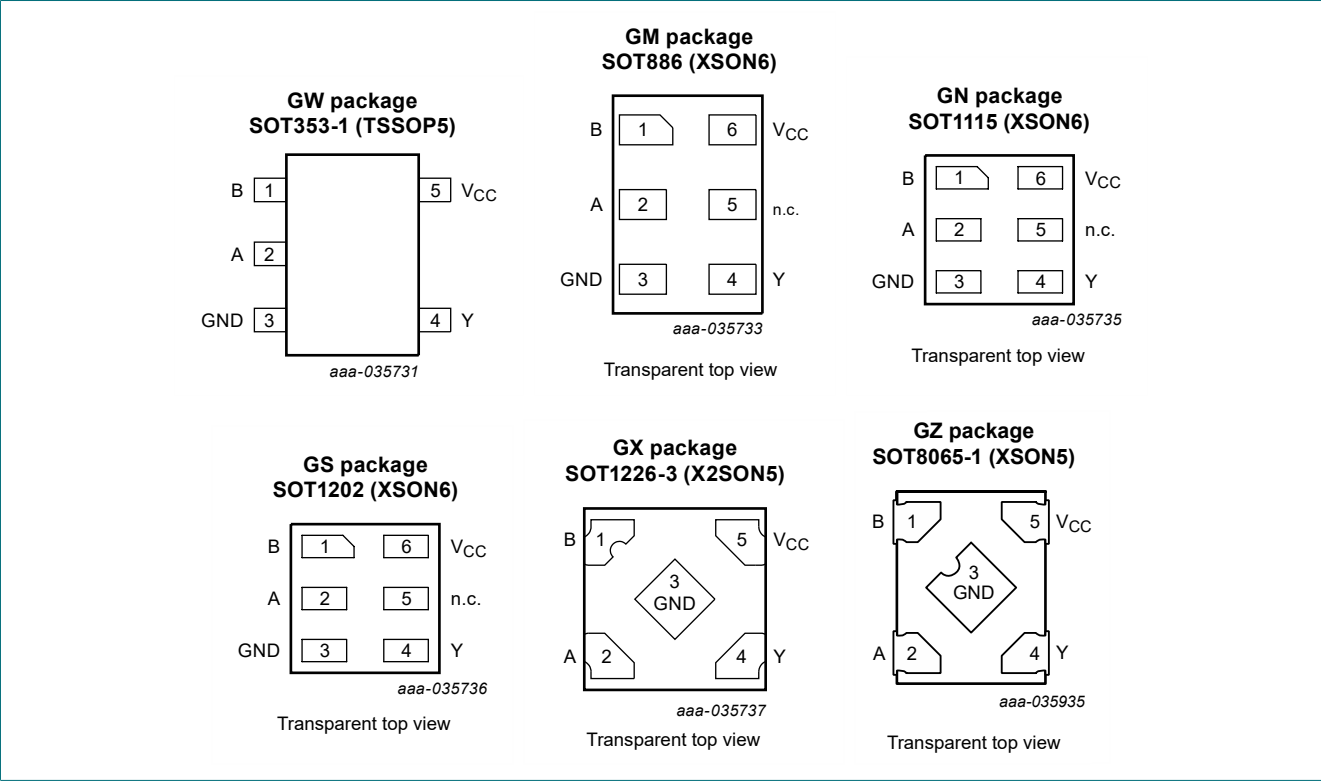 GW package
SOT353-1 (TSSOP5)
B 1 5 VCC
A 2
GND 3 4 Y
aaa-035731
GM package
SOT886 (XSON6)
B 1 6 VCC
A 2 5 n.c.
GND 3 4 Y
aaa-035733
Transparent top view
GN package
SOT1115 (XSON6)
B 1 6 VCC
A 2 5 n.c.
GND 3 4 Y
aaa-035735
Transparent top view
GS package
SOT1202 (XSON6)
B 1 6 VCC
A 2 5 n.c.
GND 3 4 Y
aaa-035736
Transparent top view
GX package
SOT1226-3 (X2SON5)
B 1 5 VCC
3
GND
A 2 4 Y
aaa-035737
Transparent top view
GZ package
SOT8065-1 (XSON5)
B 1 5 VCC
3
GND
A 2 4 Y
aaa-035935
Transparent top view